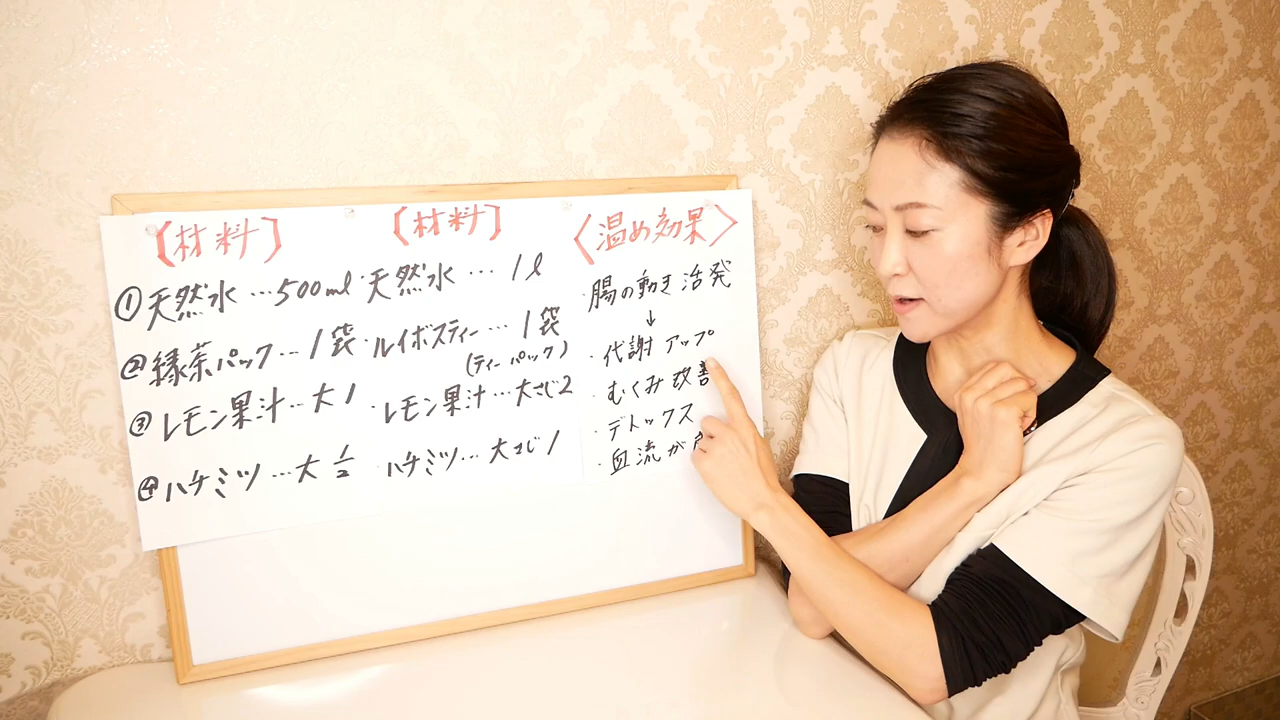 【材料】
①天然水…500ml
②緑茶パック…1袋
③レモン果汁…大1
④ハチミツ…大1/2
【材料】
・天然水…1l
・ルイボスティー…1袋
(ティーパック)
・レモン果汁…大さじ2
・ハチミツ…大さじ1
〈温め効果〉
・腸の動き活発
↓
・代謝アップ
・むくみ改善
・デトックス
・血流が